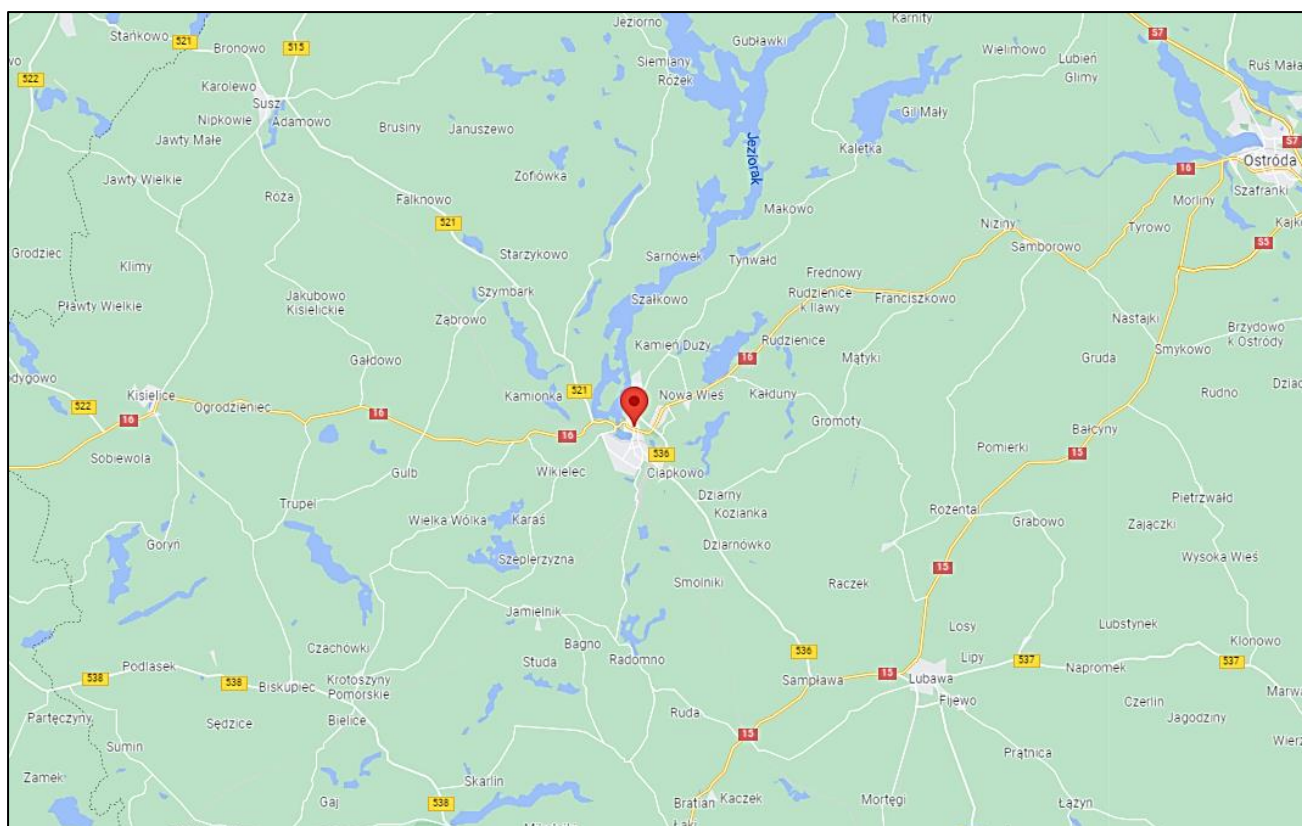 Jeziorno
Karnity
Stańkowo
521
Bronowo
515
Gubławki
S7
Siemiany
Wielimowo
Lubień
522
Różek
Ruś Mała
Glimy
Karolewo
Susz
Gil Mały
Nipkowie
Adamowo
Brusiny
Januszewo
Jawty Małe
S7
Kaletka
Jeziorak
Ostróda
Jawty Wielkie
Zofiówka
16
Róża
Falknowo
Szafranki
Morliny
Makowo
521
Niziny
Tyrowo
S5
Grodziec
Starzykowo
Sarnówek
Tynwałd
Samborowo
Klimy
Frednowy
Szymbark
Rudzienice
k Iławy
Jakubowo
Kisielickie
Szałkowo
Franciszkowo
Pławty Wielkie
Ząbrowo
Nastajki
Brzydowo
k Ostródy
Kamień Duży
Rudzienice
Smykowo
Gałdowo
16
Mątyki
Gruda
521
Kisielice
Kamionka
Nowa Wieś
Kałduny
Rudno
522
Ogrodzieniec
16
16
Gromoty
Bałcyny
16
536
Pomierki
15
Sobiewola
Gulb
Wikielec
Ciapkowo
Dziarny
Pietrzwałd
Trupel
Kozianka
Rożental
Wielka Wólka
Karaś
Grabowo
Zajączki
Goryń
Dziarnówko
Szeplerzyzna
Wysoka Wieś
15
Smolniki
Raczek
Jamielnik
Losy
Lubstynek
Bagno
Klonowo
Czachówki
Radomno
536
Lipy
537
537
Podlasek
Studa
Napromek
538
538
Biskupiec
Krotoszyny
Pomorskie
15
Sampława
Lubawa
Fijewo
Czerlin
Partęczyny
Sędzice
Bielice
Ruda
Jagodziny
15
Sumin
Prątnica
Zamek
Skarlin
Gaj
538
Bratian
Kaczek
Mortęgi
Łążyn